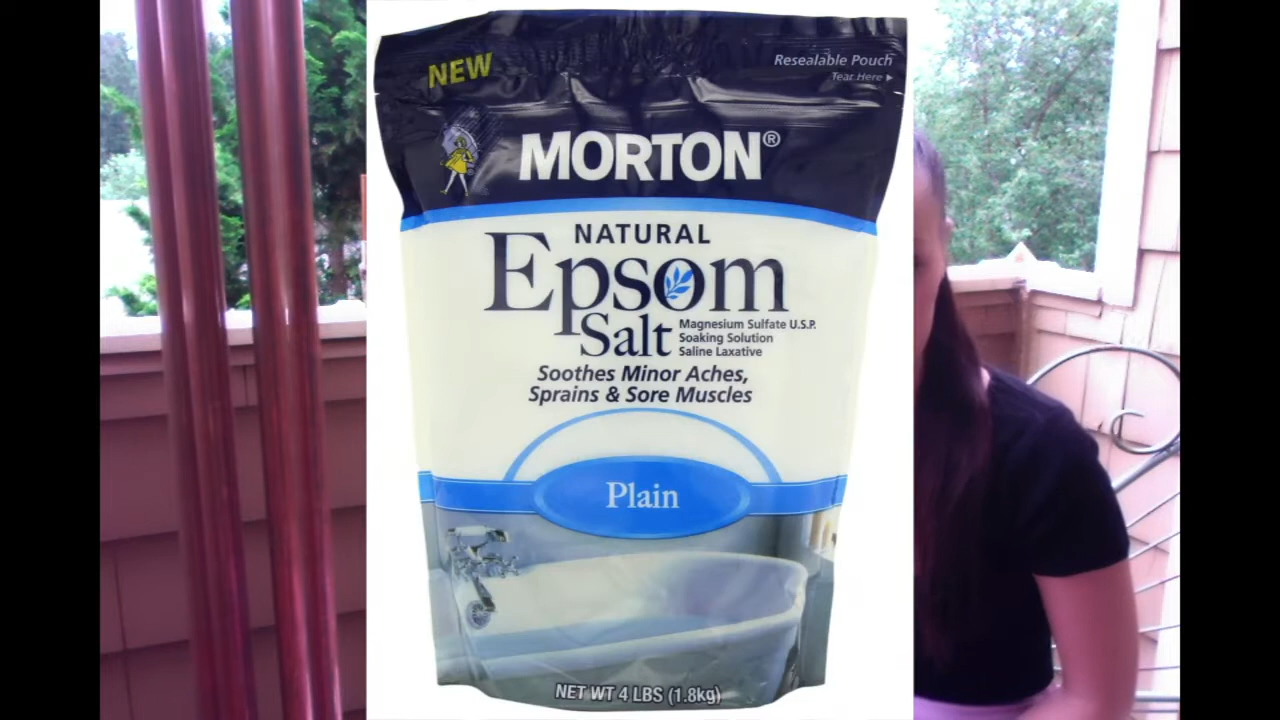 NEW
Resealable Pouch
Tear Here
MORTON®
NATURAL
Epsom
Salt
Magnesium Sulfate U.S.P.
Soaking Solution
Saline Laxative
Soothes Minor Aches,
Sprains & Sore Muscles
Plain
NET WT 4 LBS (1.8kg)